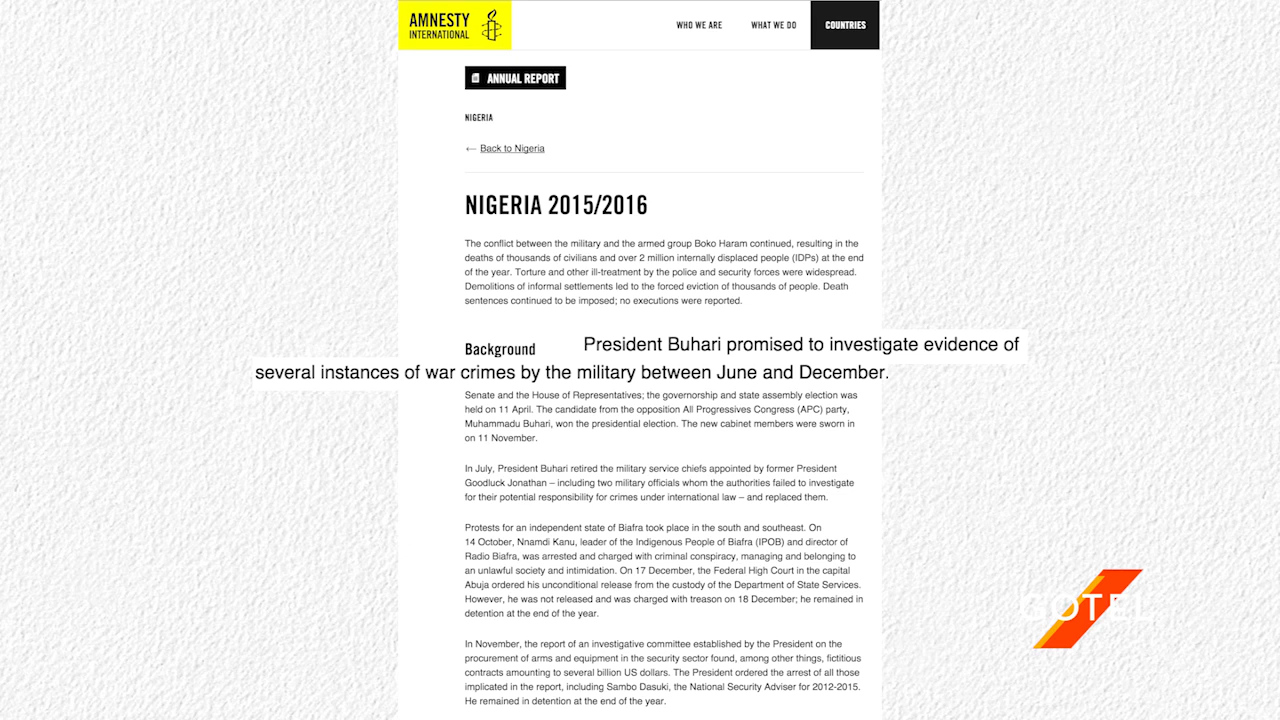 AMNESTY
INTERNATIONAL
WHO WE ARE
WHAT WE DO
COUNTRIES
ANNUAL REPORT
NIGERIA
← Back to Nigeria
NIGERIA 2015/2016
The conflict between the military and the armed group Boko Haram continued, resulting in the
deaths of thousands of civilians and over 2 million internally displaced people (IDPs) at the end
of the year. Torture and other ill-treatment by the police and security forces were widespread.
Demolitions of informal settlements led to the forced eviction of thousands of people. Death
sentences continued to be imposed; no executions were reported.
Background
President Buhari promised to investigate evidence of
several instances of war crimes by the military between June and December.
Senate and the House of Representatives; the governorship and state assembly election was
held on 11 April. The candidate from the opposition All Progressives Congress (APC) party,
Muhammadu Buhari, won the presidential election. The new cabinet members were sworn in
on 11 November.
In July, President Buhari retired the military service chiefs appointed by former President
Goodluck Jonathan – including two military officials whom the authorities failed to investigate
for their potential responsibility for crimes under international law – and replaced them.
Protests for an independent state of Biafra took place in the south and southeast. On
14 October, Nnamdi Kanu, leader of the Indigenous People of Biafra (IPOB) and director of
Radio Biafra, was arrested and charged with criminal conspiracy, managing and belonging to
an unlawful society and intimidation. On 17 December, the Federal High Court in the capital
Abuja ordered his unconditional release from the custody of the Department of State Services.
However, he was not released and was charged with treason on 18 December; he remained in
detention at the end of the year.
In November, the report of an investigative committee established by the President on the
procurement of arms and equipment in the security sector found, among other things, fictitious
contracts amounting to several billion US dollars. The President ordered the arrest of all those
implicated in the report, including Sambo Dasuki, the National Security Adviser for 2012-2015.
He remained in detention at the end of the year.